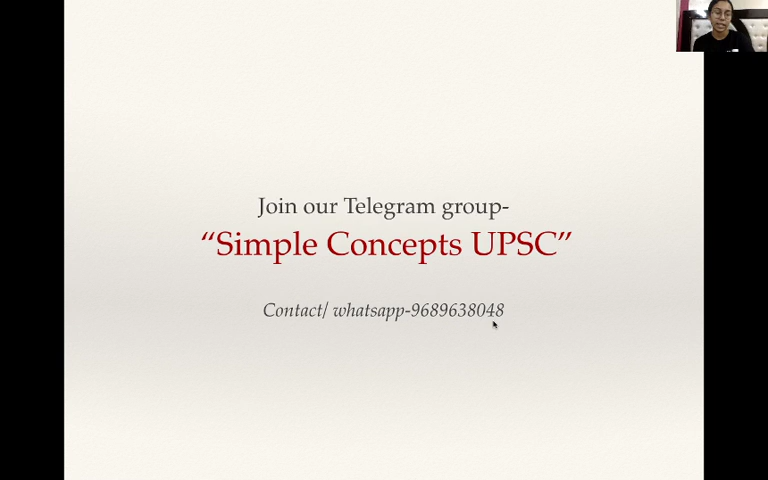 Join our Telegram group-
“Simple Concepts UPSC”
Contact/ whatsapp-9689638048